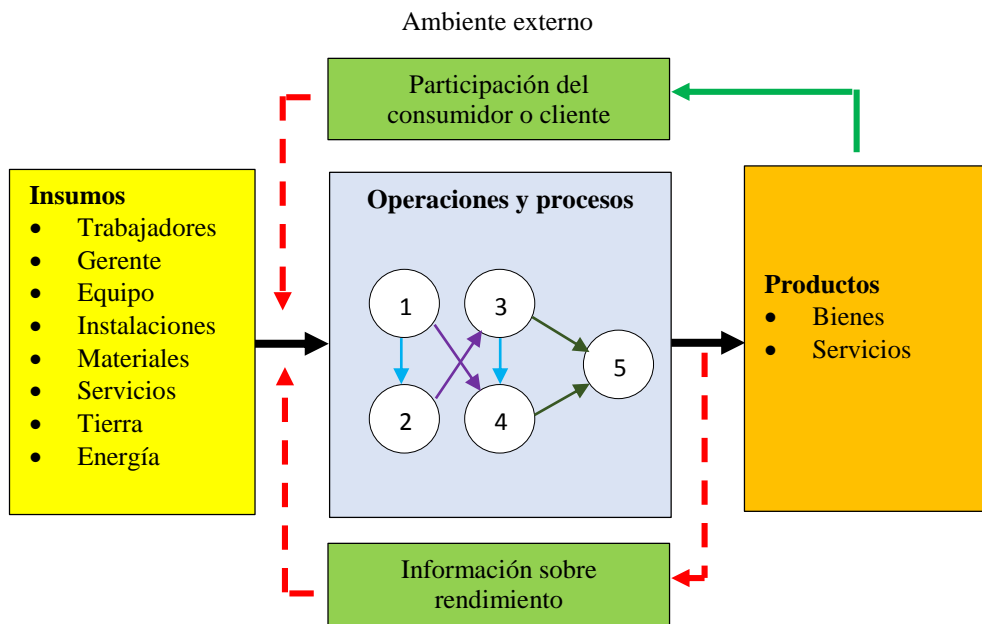 Ambiente externo
Participación del
consumidor o cliente
Insumos
• Trabajadores
• Gerente
• Equipo
• Instalaciones
• Materiales
• Servicios
• Tierra
• Energía
Operaciones y procesos
1
3
5
2
4
Productos
• Bienes
• Servicios
Información sobre
rendimiento